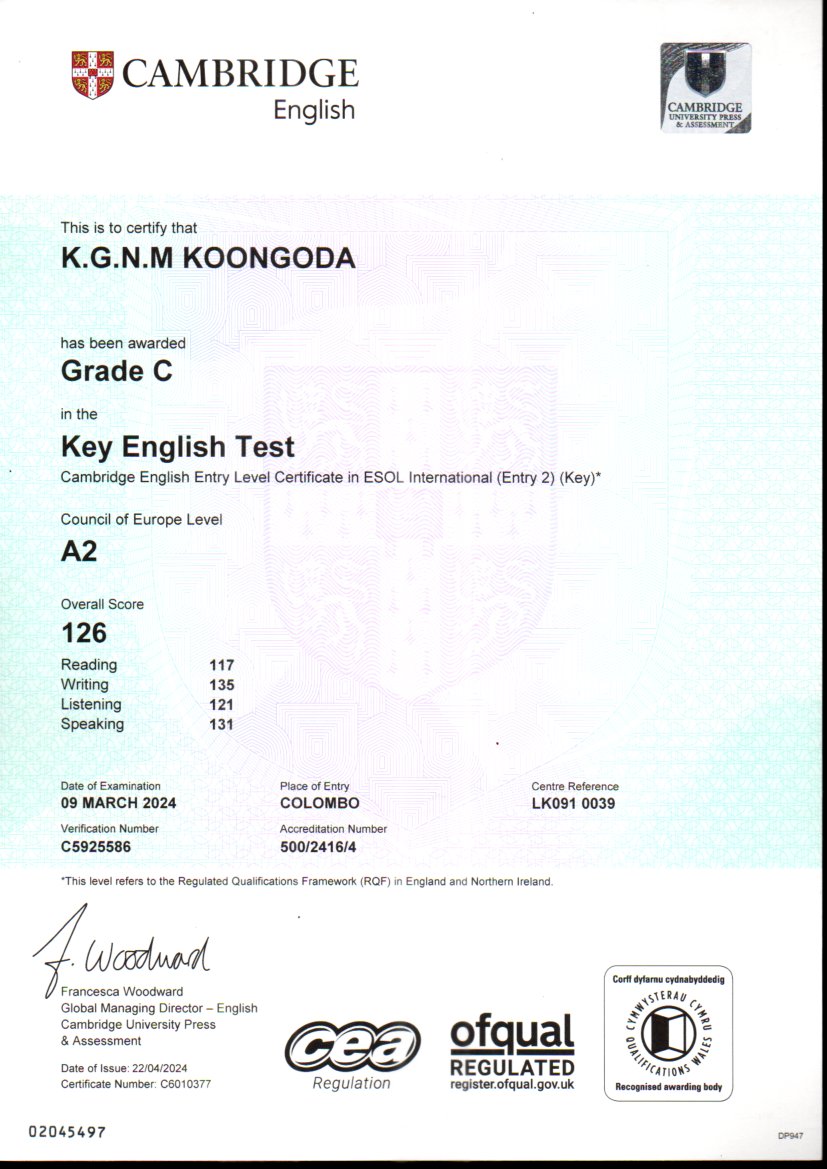 CAMBRIDGE
English
CAMBRIDGE
UNIVERSITY PRESS
& ASSESSMENT
This is to certify that
K.G.N.M KOONGODA
has been awarded
Grade C
in the
Key English Test
Cambridge English Entry Level Certificate in ESOL International (Entry 2) (Key)*
Council of Europe Level
A2
Overall Score
126
Reading 117
Writing 135
Listening 121
Speaking 131
Date of Examination Place of Entry Centre Reference
09 MARCH 2024 COLOMBO LK091 0039
Verification Number Accreditation Number
C5925586 500/2416/4
*This level refers to the Regulated Qualifications Framework (RQF) in England and Northern Ireland.
F. Woodward
Francesca Woodward
Global Managing Director – English
Cambridge University Press
& Assessment
Date of Issue: 22/04/2024
Certificate Number: C6010377
cea
Regulation
ofqual
REGULATED
register.ofqual.gov.uk
Corff dyfarnu cydnabyddedig
CYMWYSTERAU CYMRU
QUALIFICATIONS WALES
Recognised awarding body
02045497
DP947